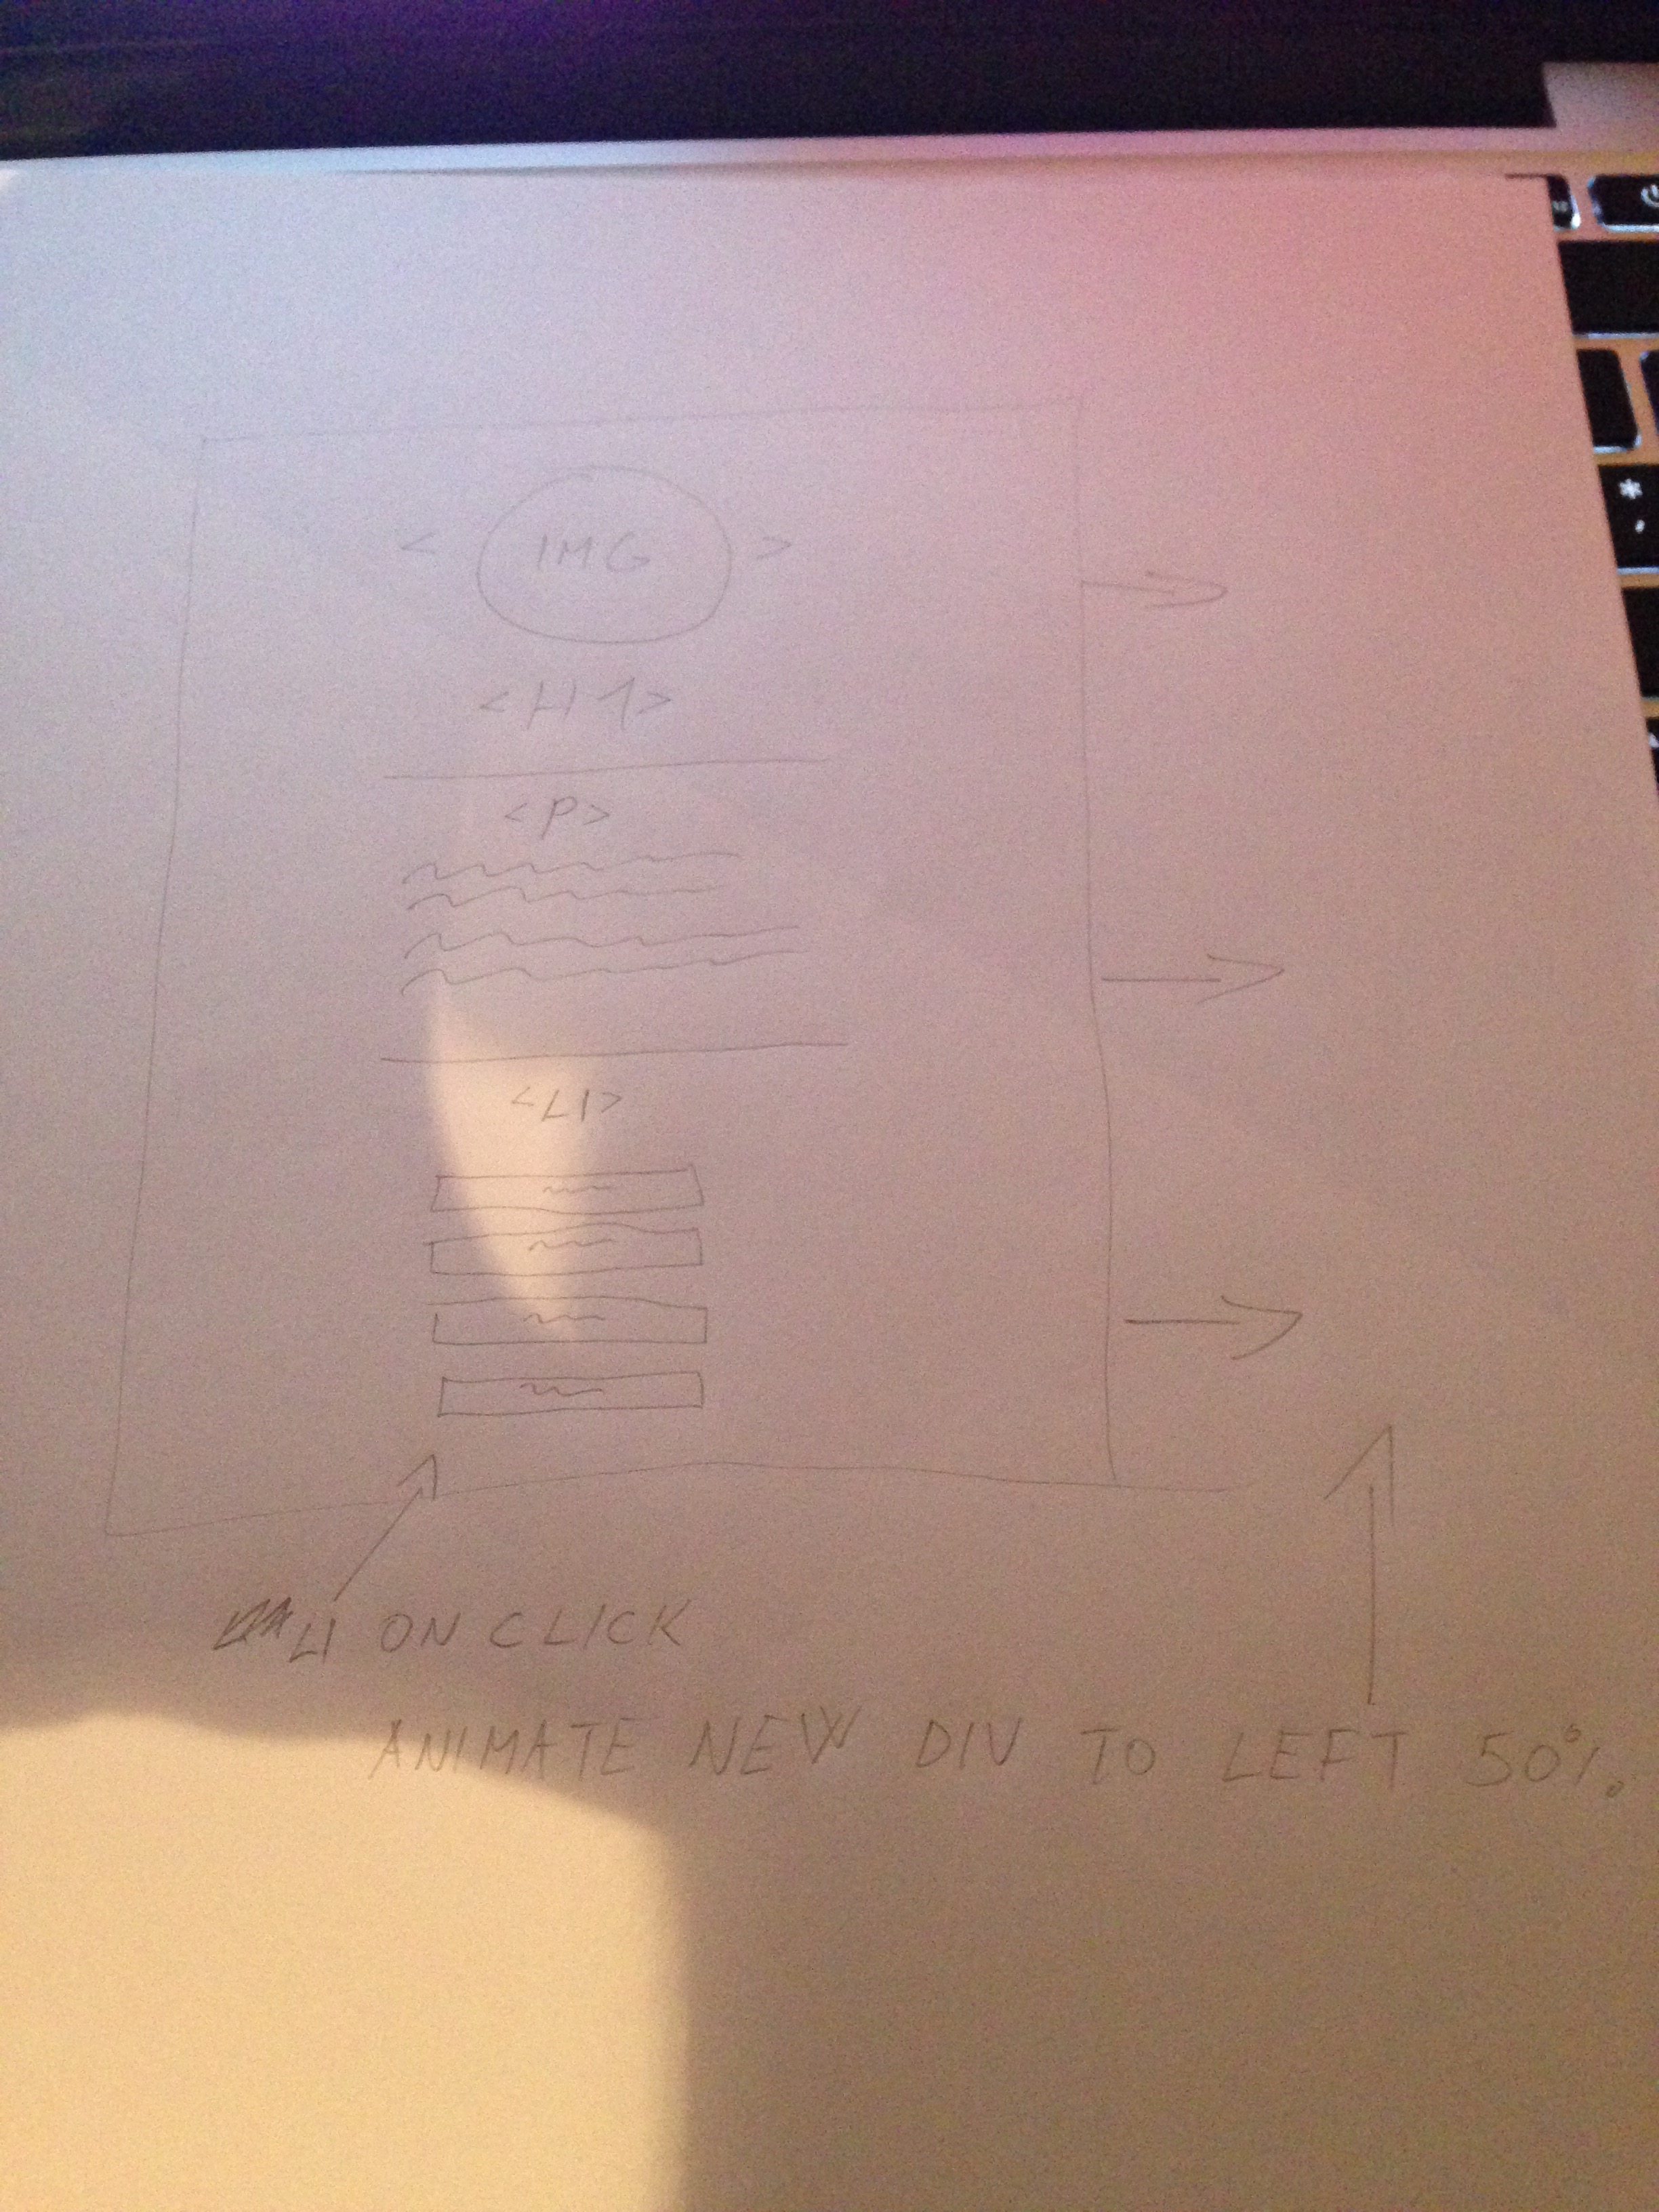 < IMG >
<H1>
<P>
<LI>
LI ON CLICK
ANIMATE NEW DIV TO LEFT 50%